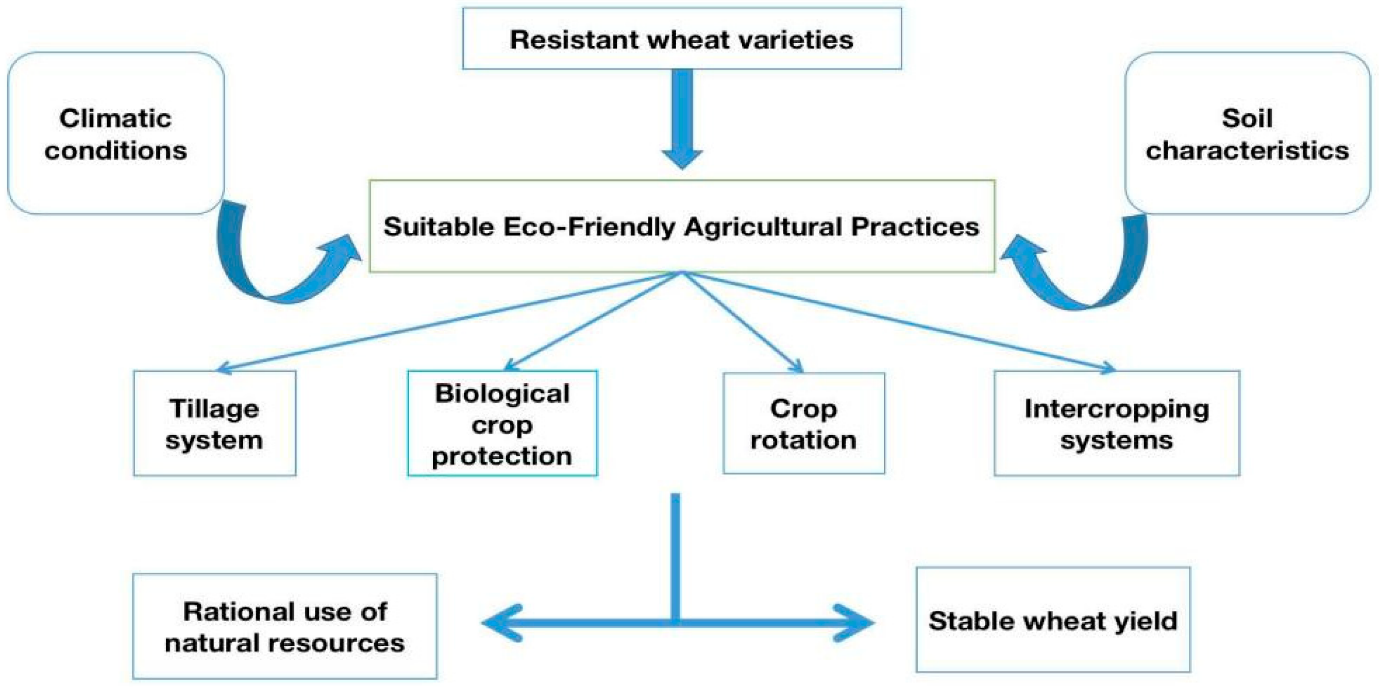 Resistant wheat varieties
Climatic
conditions
Soil
characteristics
Suitable Eco-Friendly Agricultural Practices
Tillage
system
Biological
crop
protection
Crop
rotation
Intercropping
systems
Rational use of
natural resources
Stable wheat yield